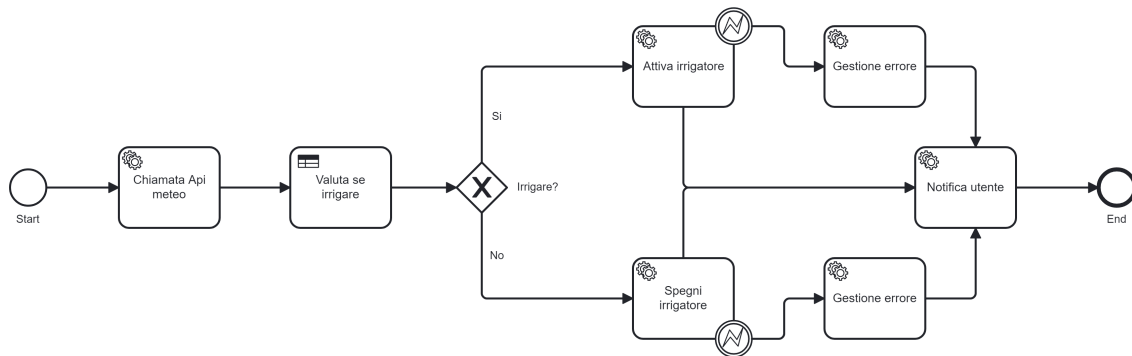 Start
Chiamata Api
meteo
Valuta se
irrigare
Irrigare?
Si
No
Attiva irrigatore
Gestione errore
Spegni
irrigatore
Gestione errore
Notifica utente
End